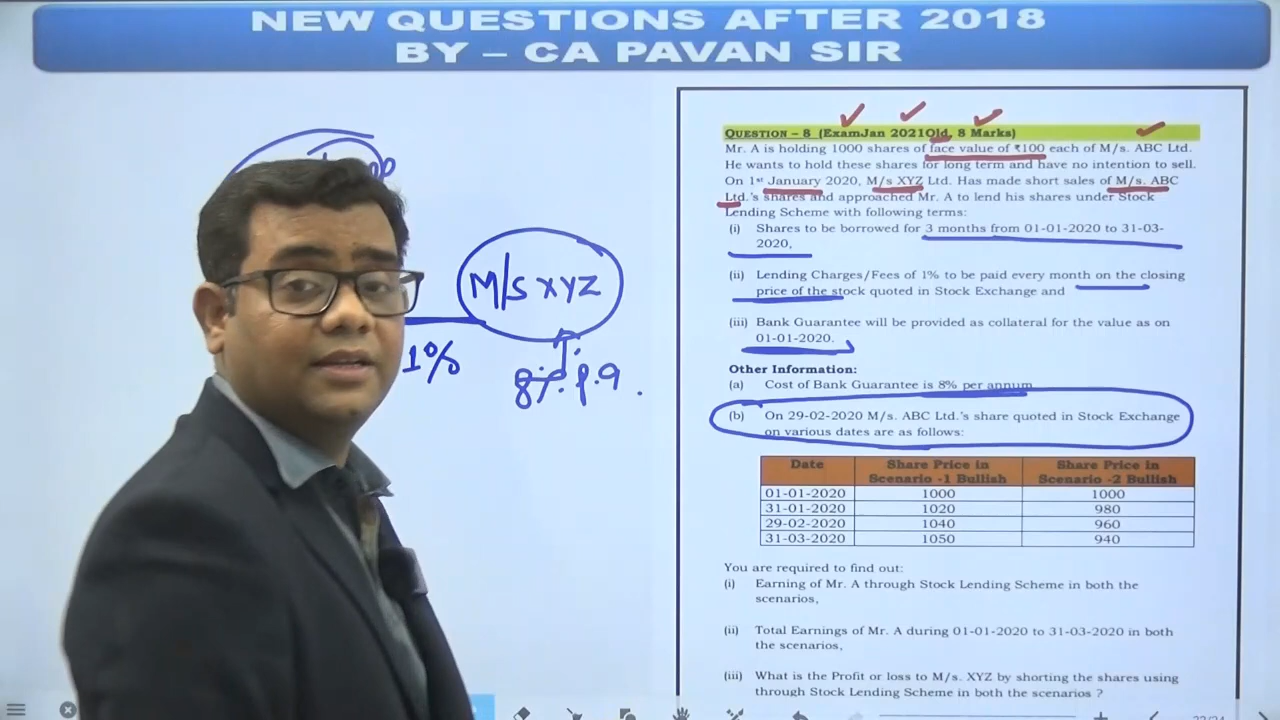 NEW QUESTIONS AFTER 2018
BY – CA PAVAN SIR
M/S XYZ
1%
8% p.a.
QUESTION – 8 (ExamJan 2021Old, 8 Marks)
Mr. A is holding 1000 shares of face value of ₹100 each of M/s. ABC Ltd.
He wants to hold these shares for long term and have no intention to sell.
On 1st January 2020, M/s XYZ Ltd. Has made short sales of M/s. ABC
Ltd.'s shares and approached Mr. A to lend his shares under Stock
Lending Scheme with following terms:
(i) Shares to be borrowed for 3 months from 01-01-2020 to 31-03-
2020,
(ii) Lending Charges/Fees of 1% to be paid every month on the closing
price of the stock quoted in Stock Exchange and
(iii) Bank Guarantee will be provided as collateral for the value as on
01-01-2020.
Other Information:
(a) Cost of Bank Guarantee is 8% per annum
(b) On 29-02-2020 M/s. ABC Ltd.'s share quoted in Stock Exchange
on various dates are as follows:
Date Share Price in Scenario -1 Bullish Share Price in Scenario -2 Bullish
01-01-2020 1000 1000
31-01-2020 1020 980
29-02-2020 1040 960
31-03-2020 1050 940
You are required to find out:
(i) Earning of Mr. A through Stock Lending Scheme in both the
scenarios,
(ii) Total Earnings of Mr. A during 01-01-2020 to 31-03-2020 in both
the scenarios,
(iii) What is the Profit or loss to M/s. XYZ by shorting the shares using
through Stock Lending Scheme in both the scenarios ?